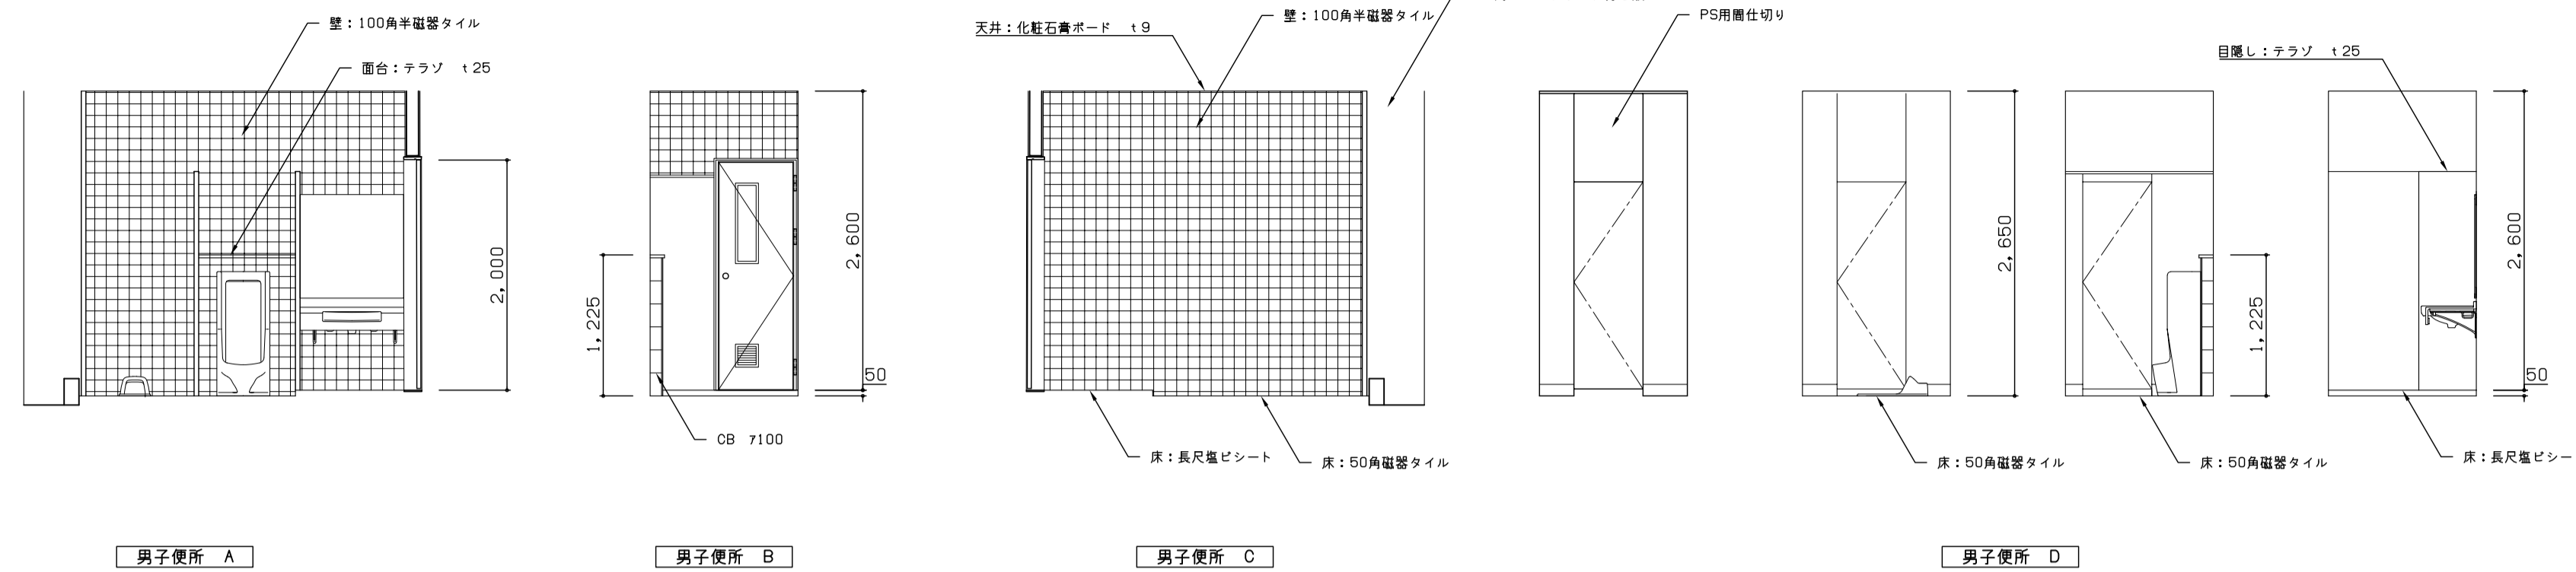 壁：100角半磁器タイル
面台：テラゾ　t25
2,000
1,225
2,600
50
CB ｱ100
天井：化粧石膏ボード　t9
壁：100角半磁器タイル
床：長尺塩ビシート
床：50角磁器タイル
PS用間仕切り
2,650
床：50角磁器タイル
1,225
床：50角磁器タイル
目隠し：テラゾ　t25
2,600
50
床：長尺塩ビシー
男子便所　A
男子便所　B
男子便所　C
男子便所　D